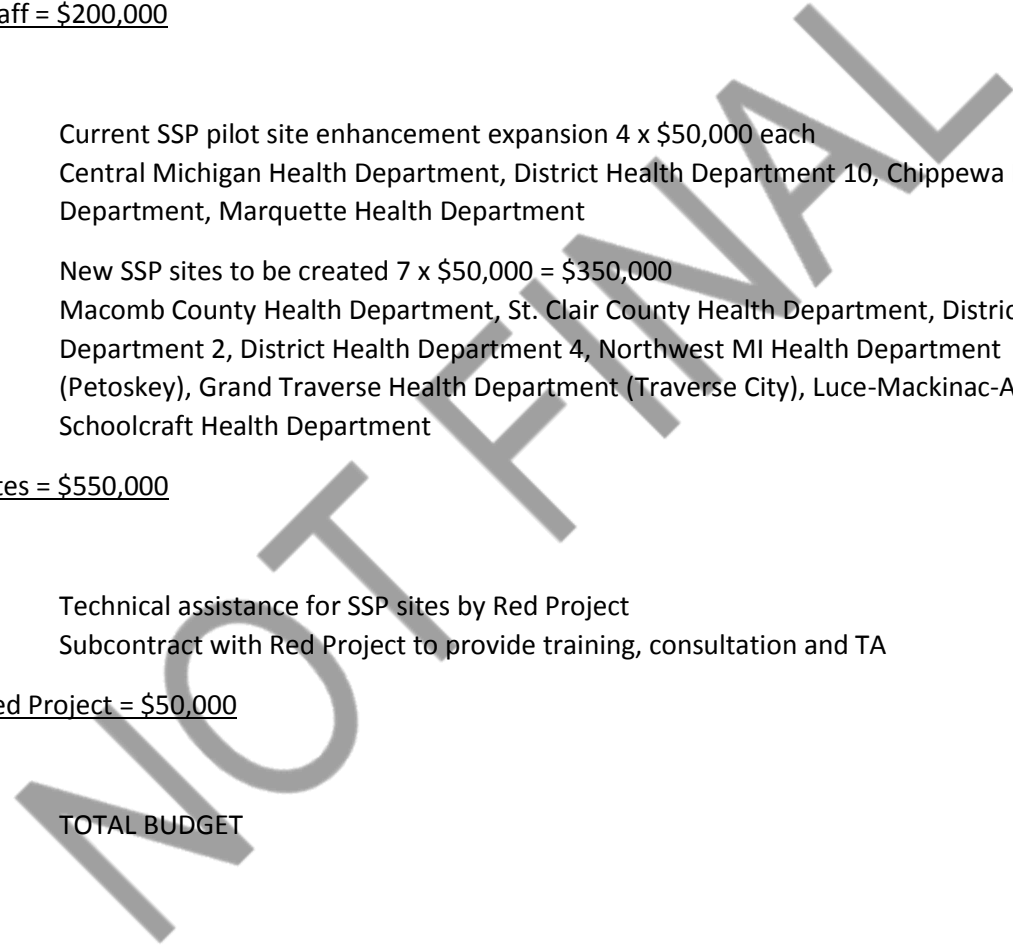 aff = $200,000
Current SSP pilot site enhancement expansion 4 x $50,000 each
Central Michigan Health Department, District Health Department 10, Chippewa
Department, Marquette Health Department
New SSP sites to be created 7 x $50,000 = $350,000
Macomb County Health Department, St. Clair County Health Department, Distric
Department 2, District Health Department 4, Northwest MI Health Department
(Petoskey), Grand Traverse Health Department (Traverse City), Luce-Mackinac-A
Schoolcraft Health Department
tes = $550,000
Technical assistance for SSP sites by Red Project
Subcontract with Red Project to provide training, consultation and TA
ed Project = $50,000
TOTAL BUDGET
NOT FINAL